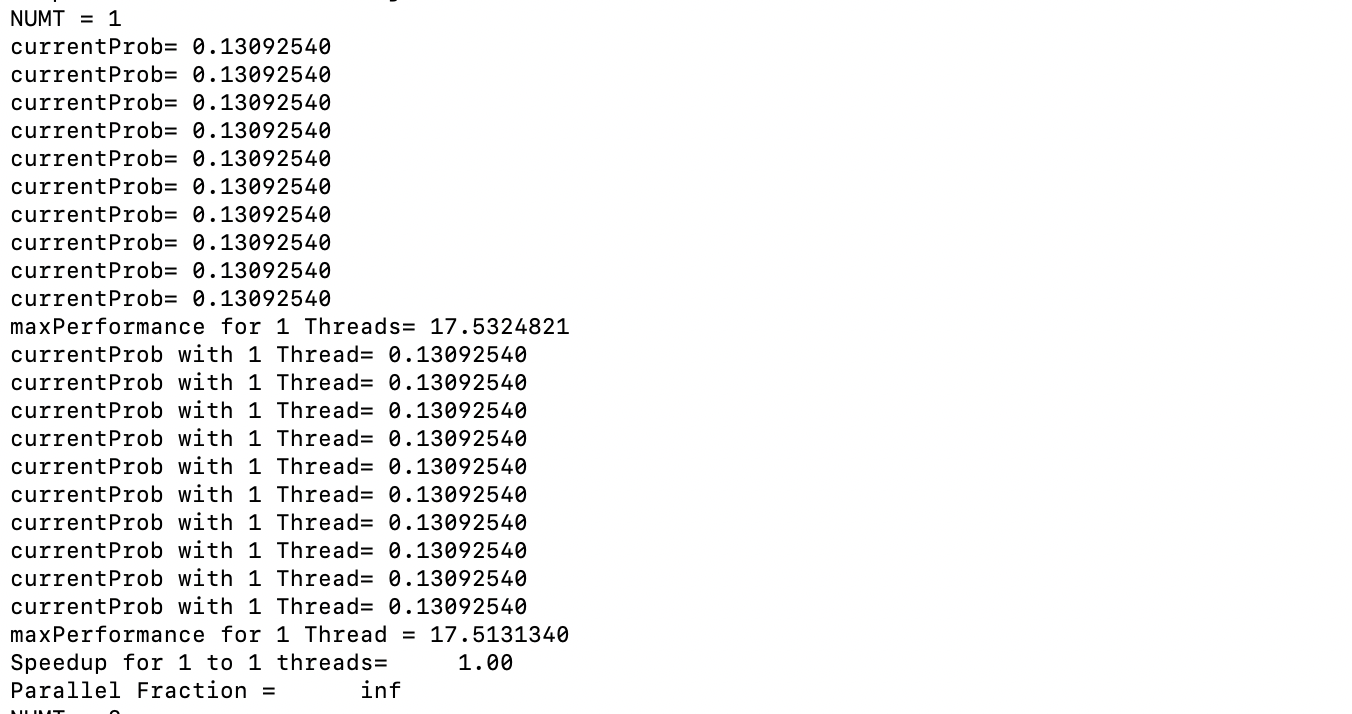 NUMT = 1
currentProb= 0.13092540
currentProb= 0.13092540
currentProb= 0.13092540
currentProb= 0.13092540
currentProb= 0.13092540
currentProb= 0.13092540
currentProb= 0.13092540
currentProb= 0.13092540
currentProb= 0.13092540
currentProb= 0.13092540
maxPerformance for 1 Threads= 17.5324821
currentProb with 1 Thread= 0.13092540
currentProb with 1 Thread= 0.13092540
currentProb with 1 Thread= 0.13092540
currentProb with 1 Thread= 0.13092540
currentProb with 1 Thread= 0.13092540
currentProb with 1 Thread= 0.13092540
currentProb with 1 Thread= 0.13092540
currentProb with 1 Thread= 0.13092540
currentProb with 1 Thread= 0.13092540
currentProb with 1 Thread= 0.13092540
maxPerformance for 1 Thread = 17.5131340
Speedup for 1 to 1 threads=     1.00
Parallel Fraction =      inf